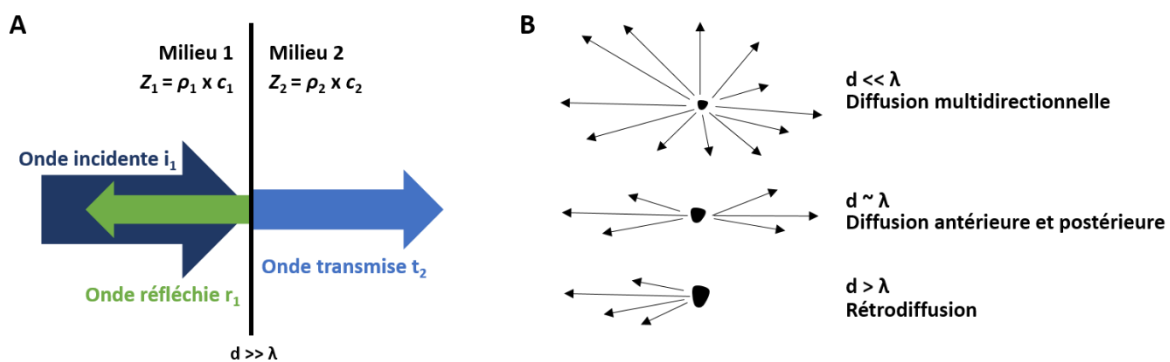 A
Milieu 1
Z₁ = ρ₁ x c₁
Milieu 2
Z₂ = ρ₂ x c₂
Onde incidente i₁
Onde transmise t₂
Onde réfléchie r₁
d >> λ
B
d << λ
Diffusion multidirectionnelle
d ~ λ
Diffusion antérieure et postérieure
d > λ
Rétrodiffusion